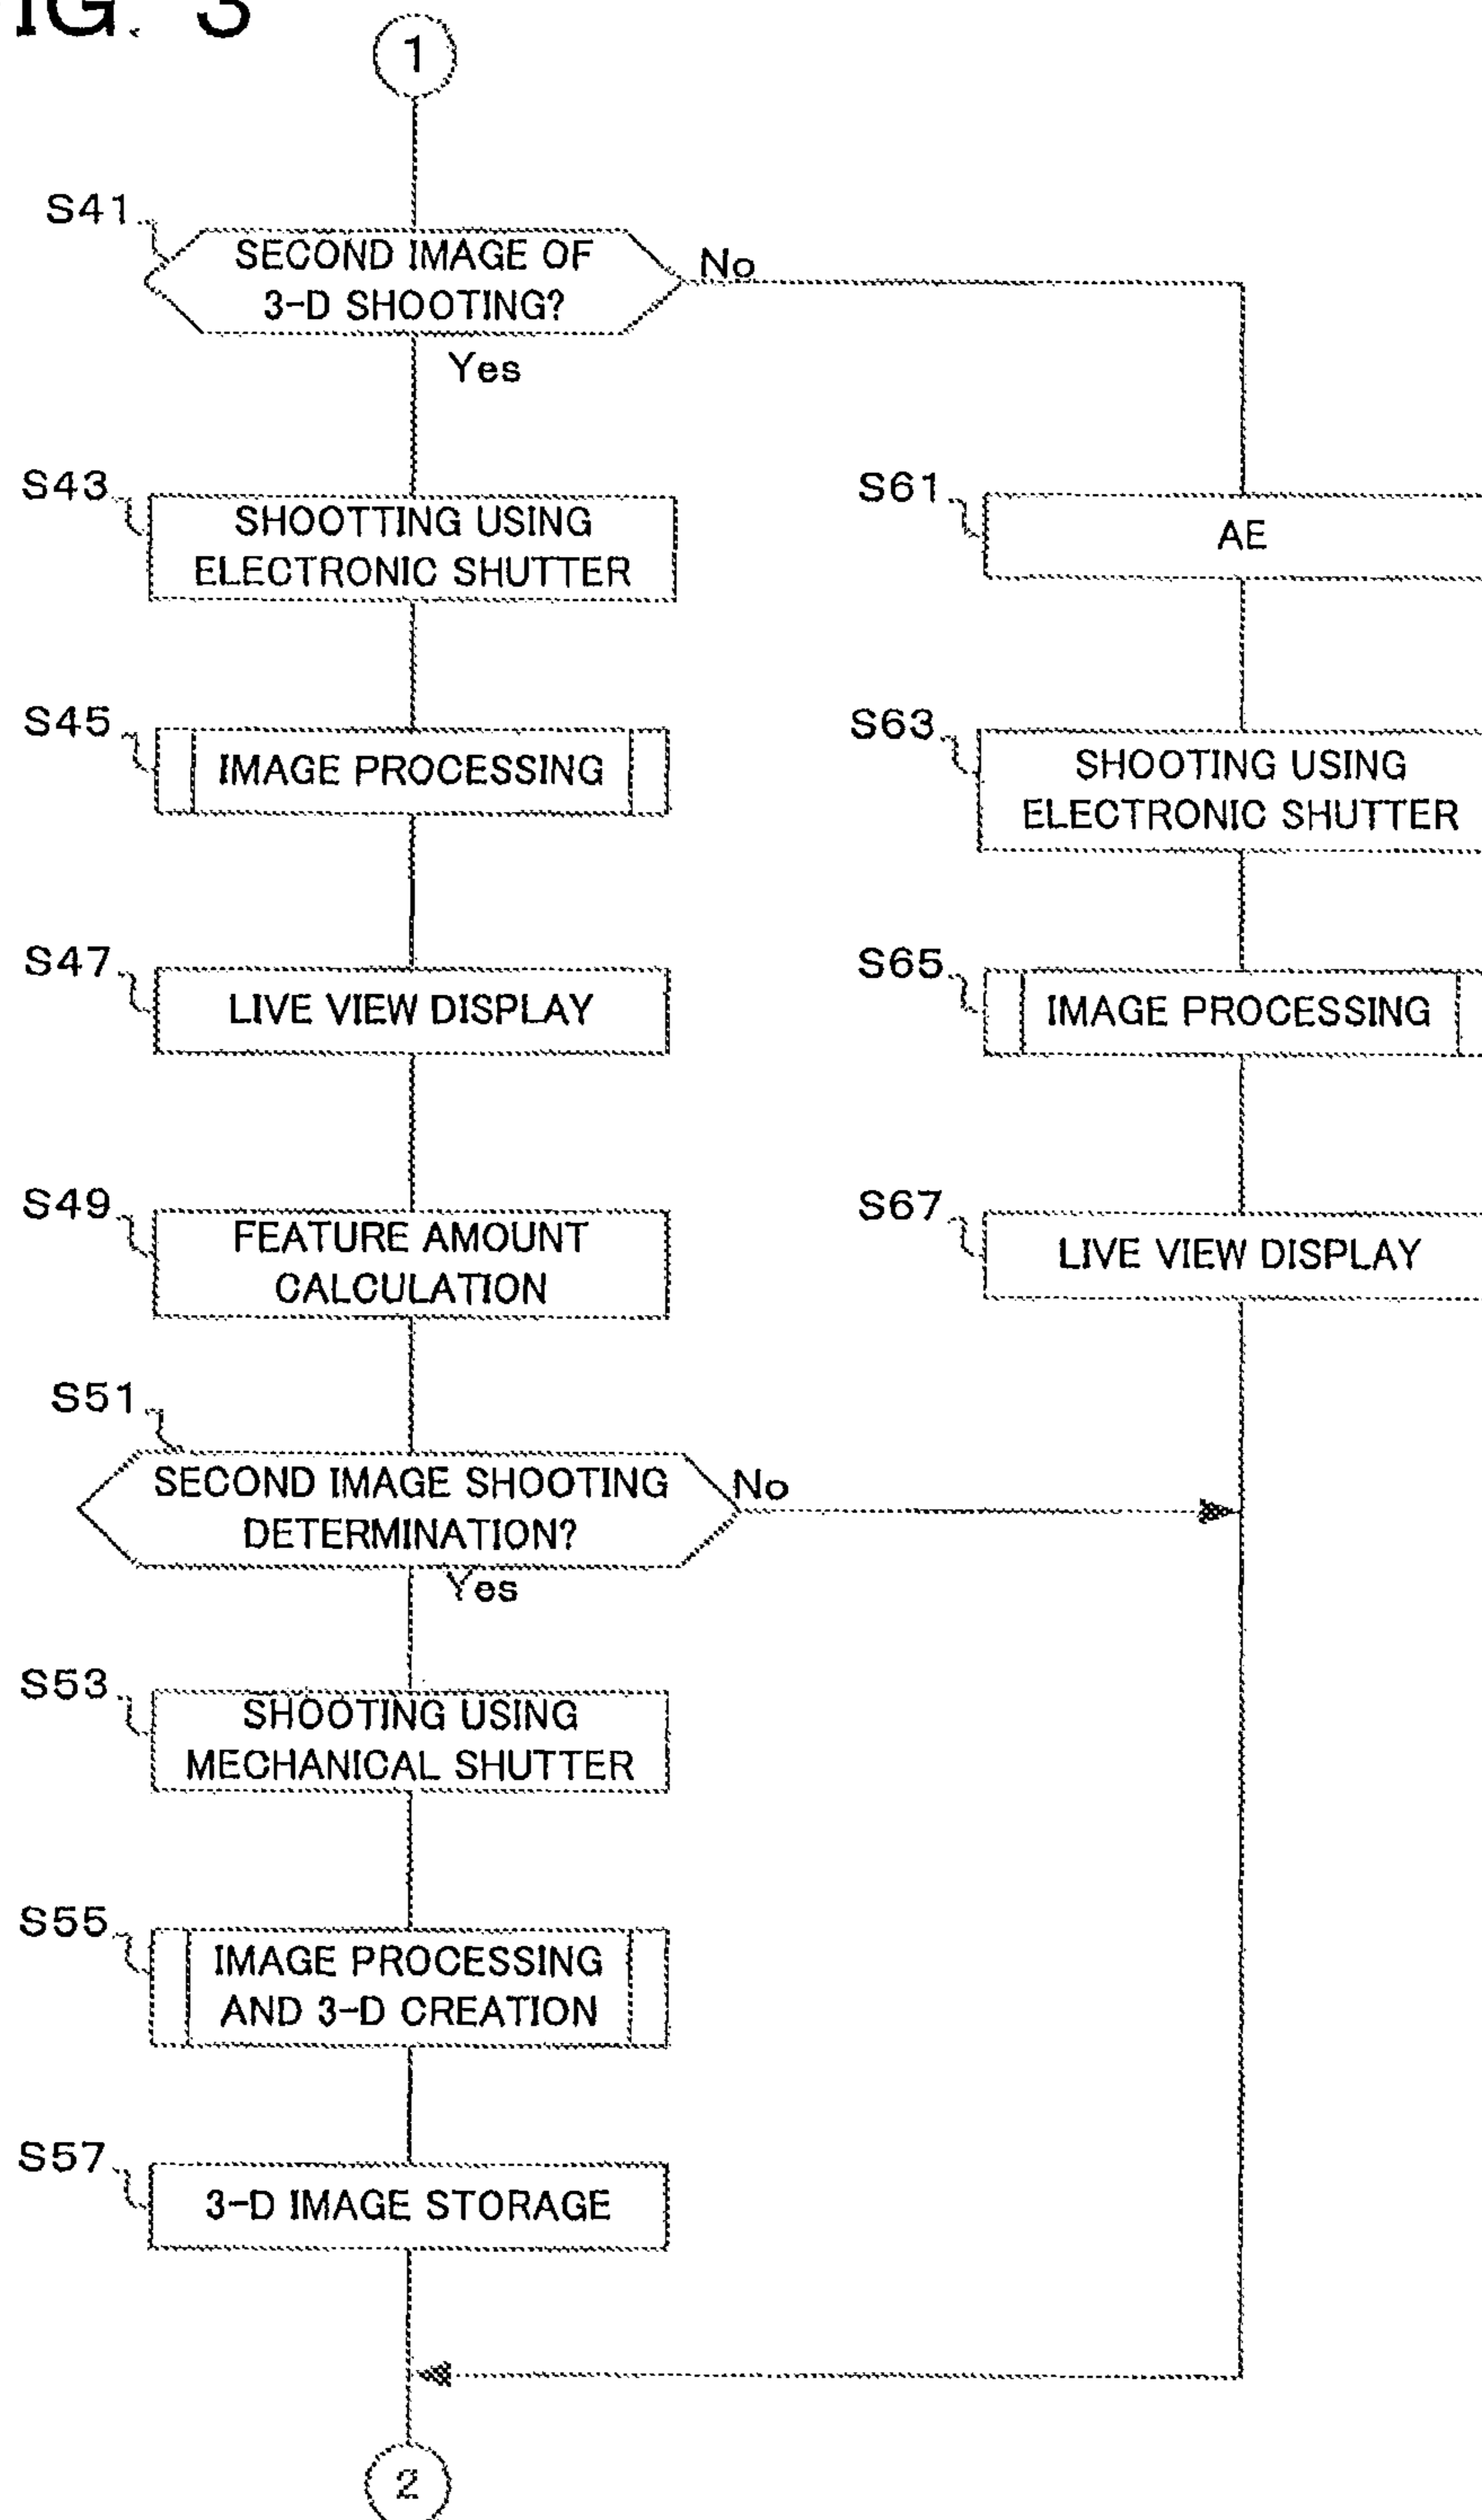 IG. 3
1
S41
SECOND IMAGE OF
3-D SHOOTING?
No
Yes
S43
SHOOTTING USING
ELECTRONIC SHUTTER
S61
AE
S45
IMAGE PROCESSING
S63
SHOOTING USING
ELECTRONIC SHUTTER
S47
LIVE VIEW DISPLAY
S65
IMAGE PROCESSING
S49
FEATURE AMOUNT
CALCULATION
S67
LIVE VIEW DISPLAY
S51
SECOND IMAGE SHOOTING
DETERMINATION?
No
Yes
S53
SHOOTING USING
MECHANICAL SHUTTER
S55
IMAGE PROCESSING
AND 3-D CREATION
S57
3-D IMAGE STORAGE
2